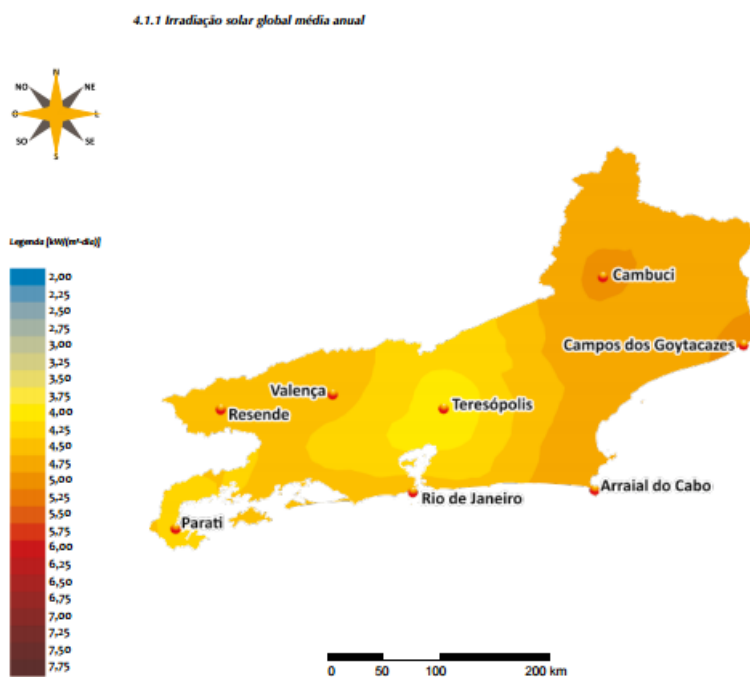 4.1.1 Irradiação solar global média anual
N
NO
NE
O
L
SO
SE
S
Legenda [kW/(m²·dia)]
2,00
2,25
2,50
2,75
3,00
3,25
3,50
3,75
4,00
4,25
4,50
4,75
5,00
5,25
5,50
5,75
6,00
6,50
6,75
7,00
7,25
7,50
7,75
Cambuci
Campos dos Goytacazes
Valença
Resende
Teresópolis
Arraial do Cabo
Rio de Janeiro
Parati
0 50 100 200 km